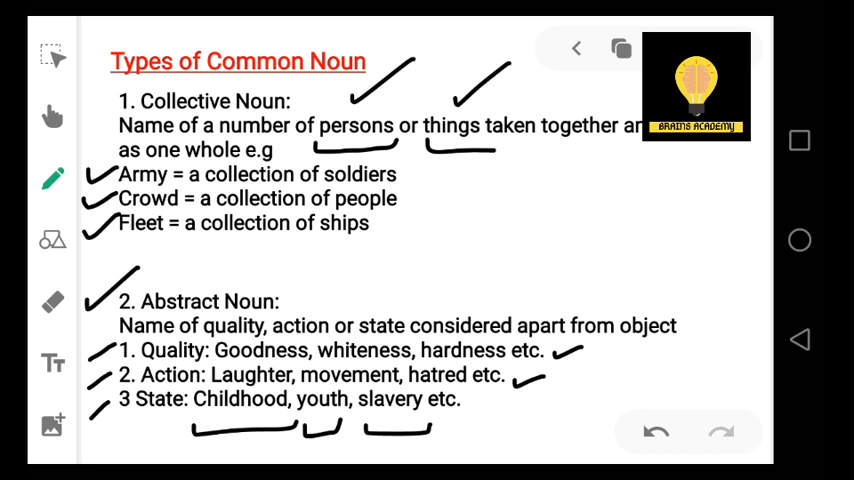 Types of Common Noun
1. Collective Noun:
Name of a number of persons or things taken together
as one whole e.g
Army = a collection of soldiers
Crowd = a collection of people
Fleet = a collection of ships
2. Abstract Noun:
Name of quality, action or state considered apart from object
1. Quality: Goodness, whiteness, hardness etc.
2. Action: Laughter, movement, hatred etc.
3 State: Childhood, youth, slavery etc.
BRAINS ACADEMY
Tт